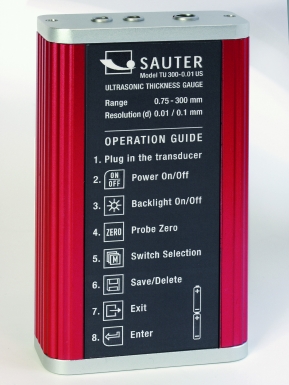 SAUTER
Model TU 300-0.01 US
ULTRASONIC THICKNESS GAUGE
Range 0.75 - 300 mm
Resolution (d) 0.01 / 0.1 mm
OPERATION GUIDE
1. Plug in the transducer
2. ON OFF Power On/Off
3. Backlight On/Off
4. ZERO Probe Zero
5. M Switch Selection
6. Save/Delete
7. Exit
8. Enter